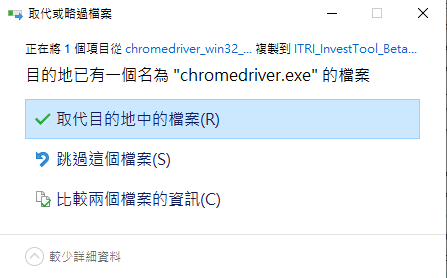 取代或略過檔案
正在將 1 個項目從 chromedriver_win32_... 複製到 ITRI_InvestTool_Beta...
目的地已有一個名為 "chromedriver.exe" 的檔案
取代目的地中的檔案(R)
跳過這個檔案(S)
比較兩個檔案的資訊(C)
較少詳細資料